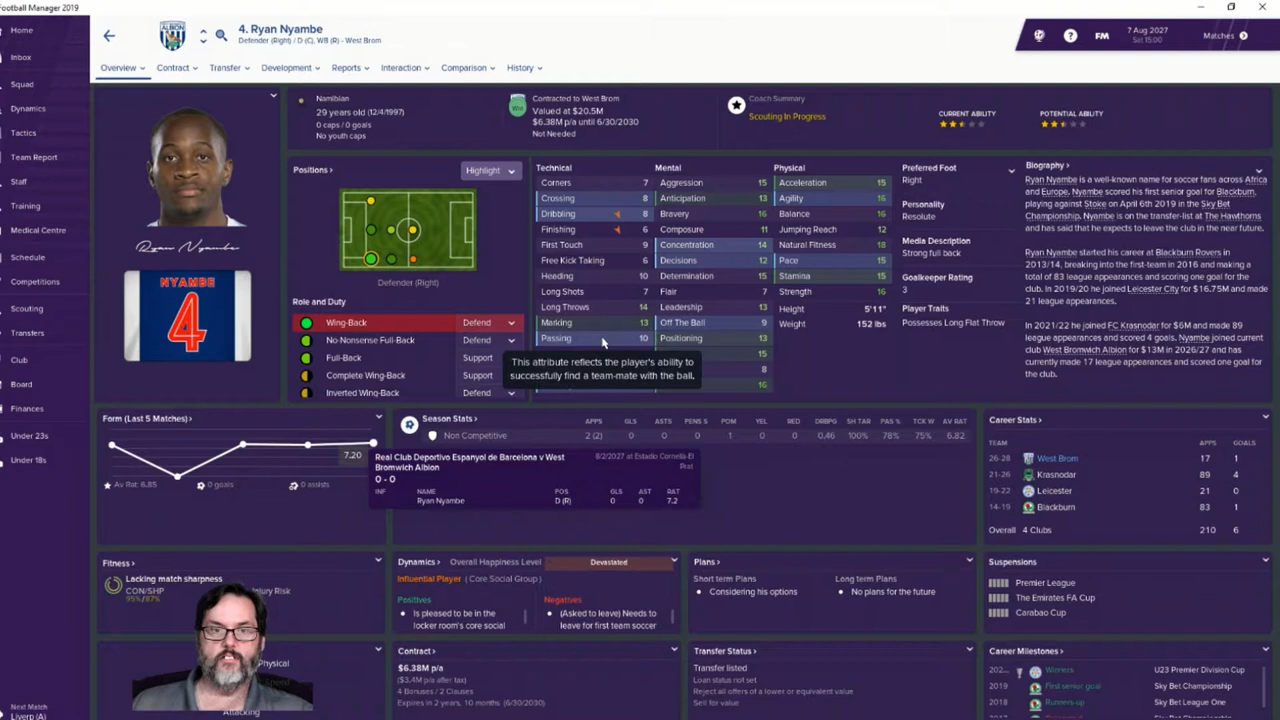 Football Manager 2019
Home
Inbox
Squad
Dynamics
Tactics
Team Report
Staff
Training
Medical Centre
Schedule
Competitions
Scouting
Transfers
Club
Board
Finances
Under 23s
Under 18s
Next Match
Liverp (A)
4. Ryan Nyambe
Defender (Right) / D (C), WB (R) - West Brom
7 Aug 2027
Sat 15:00
FM
Matches
Overview
Contract
Transfer
Development
Reports
Interaction
Comparison
History
Ryan Nyambe
NYAMBE
4
Namibian
29 years old (12/4/1997)
0 caps / 0 goals
No youth caps
Contracted to West Brom
Valued at $20.5M
$6.38M p/a until 6/30/2030
Not Needed
Coach Summary
Scouting In Progress
CURRENT ABILITY
POTENTIAL ABILITY
Positions >
Highlight
Defender (Right)
Role and Duty
Wing-Back Defend
No-Nonsense Full-Back Defend
Full-Back Support
Complete Wing-Back Support
Inverted Wing-Back Defend
Technical
Corners 7
Crossing 8
Dribbling 8
Finishing 6
First Touch 9
Free Kick Taking 6
Heading 10
Long Shots 7
Long Throws 14
Marking 13
Passing 10
Mental
Aggression 15
Anticipation 13
Bravery 16
Composure 11
Concentration 14
Decisions 12
Determination 15
Flair 7
Leadership 13
Off The Ball 9
Positioning 13
15
8
16
This attribute reflects the player's ability to
successfully find a team-mate with the ball.
Physical
Acceleration 15
Agility 16
Balance 16
Jumping Reach 12
Natural Fitness 18
Pace 15
Stamina 15
Strength 16
Height 5'11"
Weight 152 lbs
Preferred Foot
Right
Personality
Resolute
Media Description
Strong full back
Goalkeeper Rating
3
Player Traits
Possesses Long Flat Throw
Biography >
Ryan Nyambe is a well-known name for soccer fans across Africa
and Europe. Nyambe scored his first senior goal for Blackburn,
playing against Stoke on April 6th 2019 in the Sky Bet
Championship. Nyambe is on the transfer-list at The Hawthorns
and has said that he expects to leave the club in the near future.
Ryan Nyambe started his career at Blackburn Rovers in
2013/14, breaking into the first-team in 2016 and making a
total of 83 league appearances and scoring one goal for the
club. In 2019/20 he joined Leicester City for $16.75M and made
21 league appearances.
In 2021/22 he joined FC Krasnodar for $6M and made 89
league appearances and scored 4 goals. Nyambe joined current
club West Bromwich Albion for $13M in 2026/27 and has
currently made 17 league appearances and scored one goal for
the club.
Form (Last 5 Matches)
7.20
Av Rat: 6.85 0 goals 0 assists
Season Stats >
APPS GLS ASTS PENS S POM YEL RED DRBPG SH TAR PAS % TCK W AV RAT
Non Competitive 2 (2) 0 0 0 1 0 0 0.46 100% 78% 75% 6.82
Real Club Deportivo Espanyol de Barcelona v West
Bromwich Albion
8/2/2027 at Estadio Cornellà-El
Prat
0 - 0
INF NAME POS GLS AST RAT
Ryan Nyambe D (R) 0 0 7.2
Career Stats >
TEAM APPS GOALS
26-28 West Brom 17 1
21-26 Krasnodar 89 4
19-22 Leicester 21 0
14-19 Blackburn 83 1
Overall 4 Clubs 210 6
Fitness >
Lacking match sharpness
CON/SHP
95%/87%
Injury Risk
Physical
Speed
Attacking
Dynamics >
Overall Happiness Level
Devastated
Influential Player (Core Social Group)
Positives
Is pleased to be in the
locker room's core social
Negatives
(Asked to leave) Needs to
leave for first team soccer
Plans >
Short term Plans
Considering his options
Long term Plans
No plans for the future
Suspensions
Premier League
The Emirates FA Cup
Carabao Cup
Contract >
$6.38M p/a
($3.4M p/a after tax)
4 Bonuses / 2 Clauses
Expires in 2 years, 10 months (6/30/2030)
Transfer Status >
Transfer listed
Loan status not set
Reject all offers of a lower or equivalent value
Sell for value
Career Milestones >
202... Winners U23 Premier Division Cup
2019 First senior goal Sky Bet Championship
2018 Runners-up Sky Bet League One